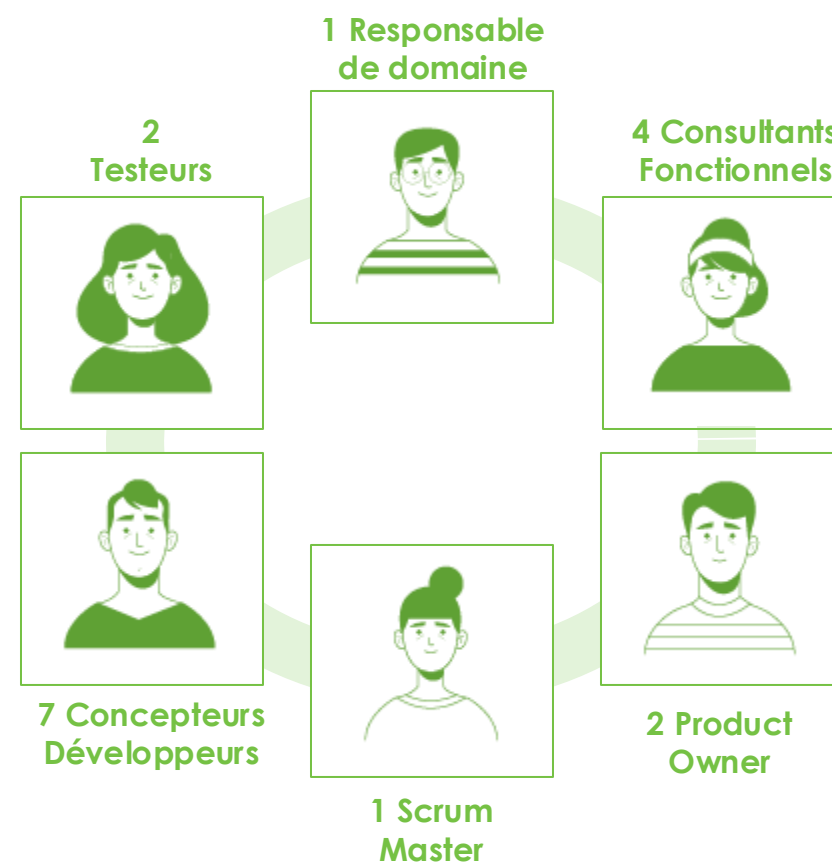 1 Responsable
de domaine
2
Testeurs
4 Consultants
Fonctionnels
7 Concepteurs
Développeurs
2 Product
Owner
1 Scrum
Master